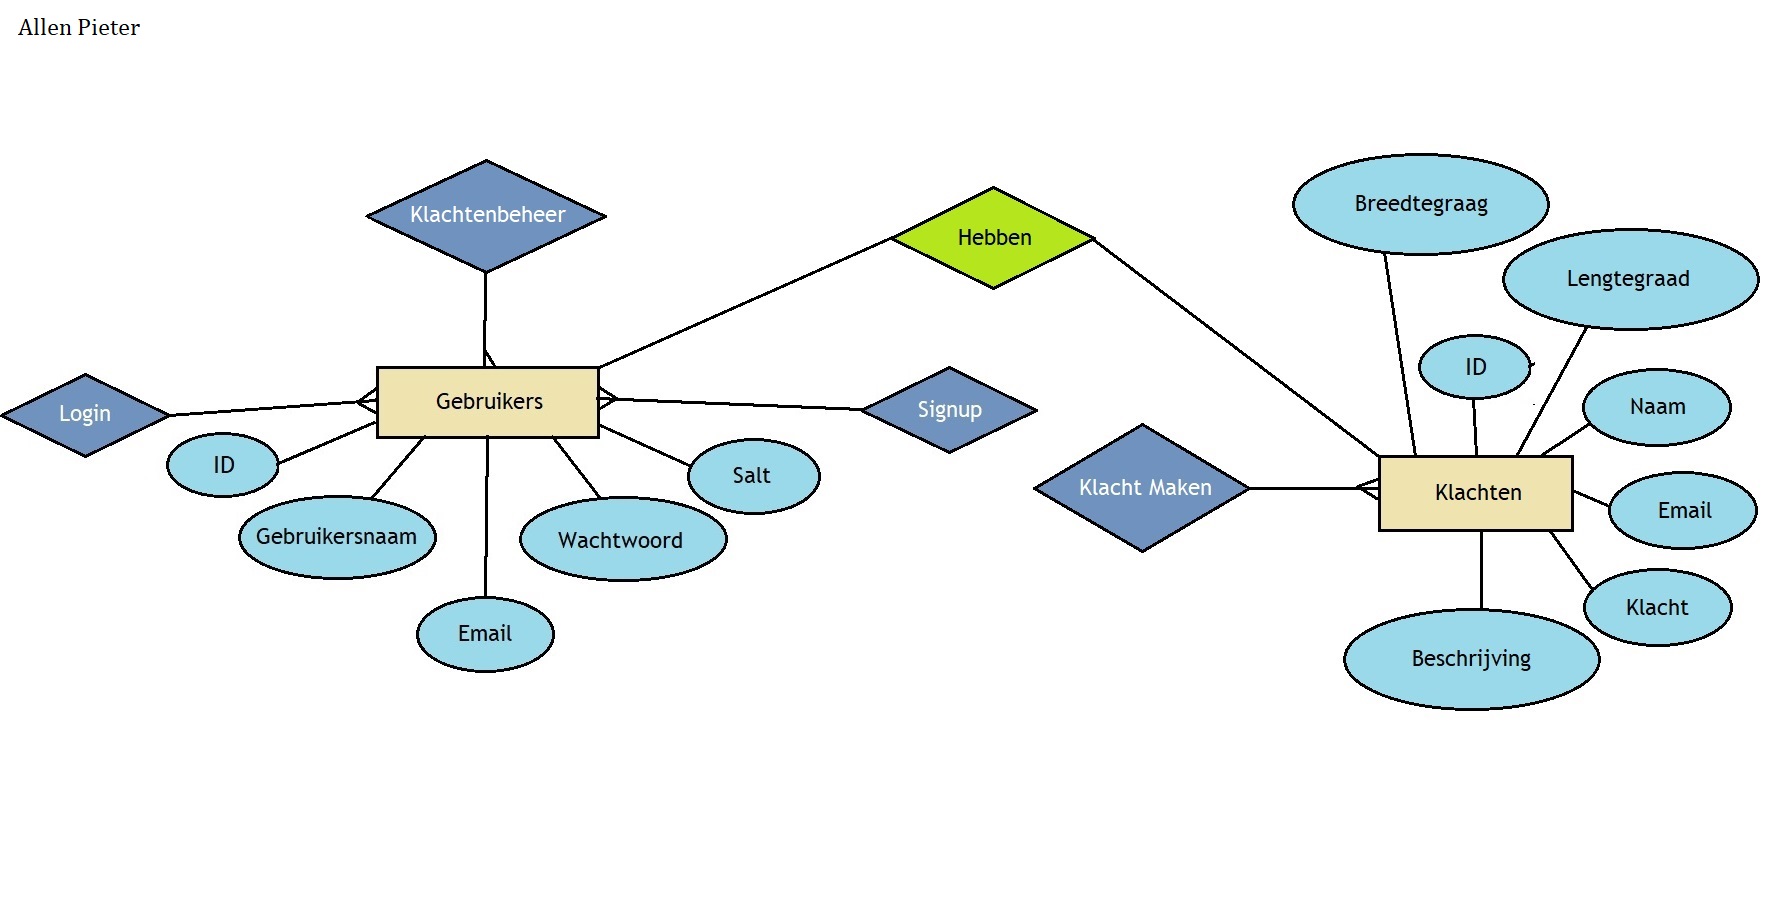 Allen Pieter
Klachtenbeheer
Hebben
Breedtegraag
Lengtegraad
ID
Naam
Login
Gebruikers
Signup
Klacht Maken
Klachten
Email
ID
Salt
Gebruikersnaam
Wachtwoord
Klacht
Email
Beschrijving